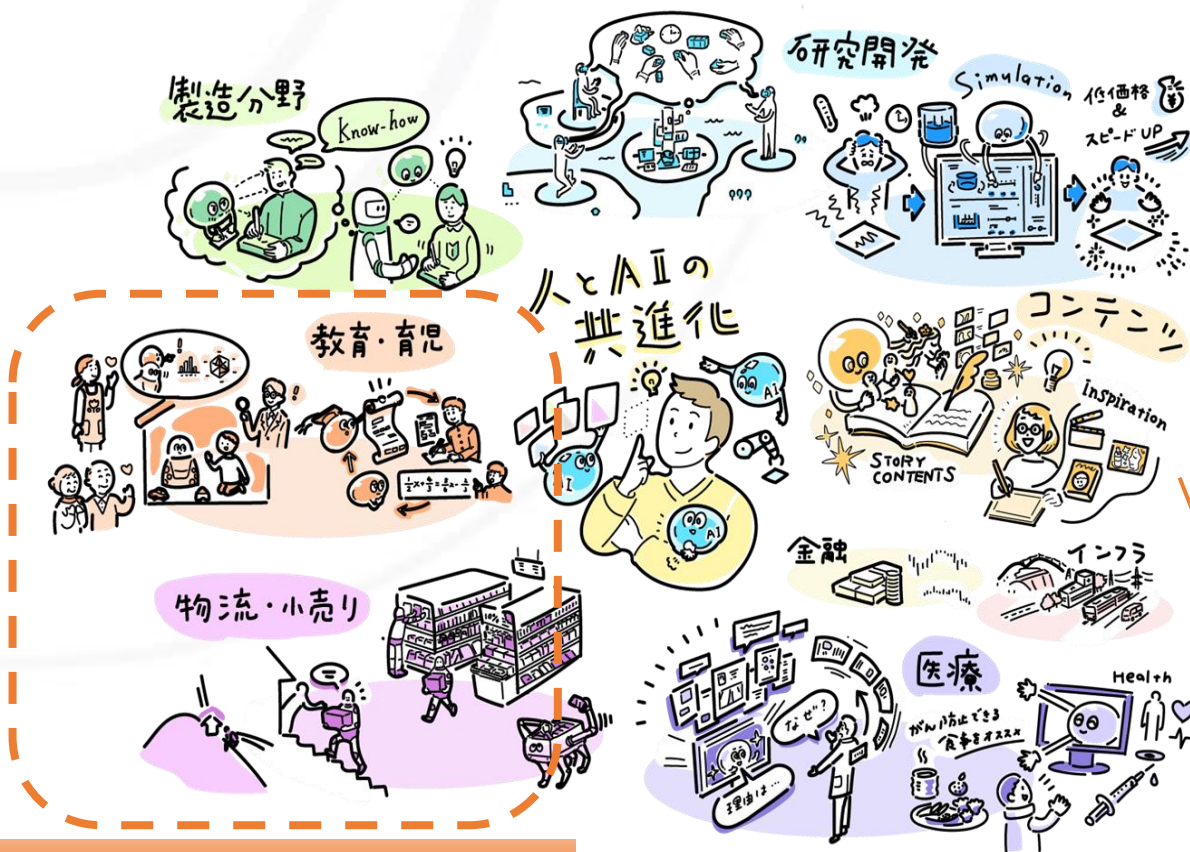 研究開発
Simulation
低価格
&
スピードUP
¥
製造分野
Know-how
人とAIの
共進化
AI
AI
AI
コンテンツ
STORY
CONTENTS
inspiration
教育・育児
金融
インフラ
物流・小売り
10%
医療
なぜ?
理由は…
がん防止できる
食事をオススメ
Health